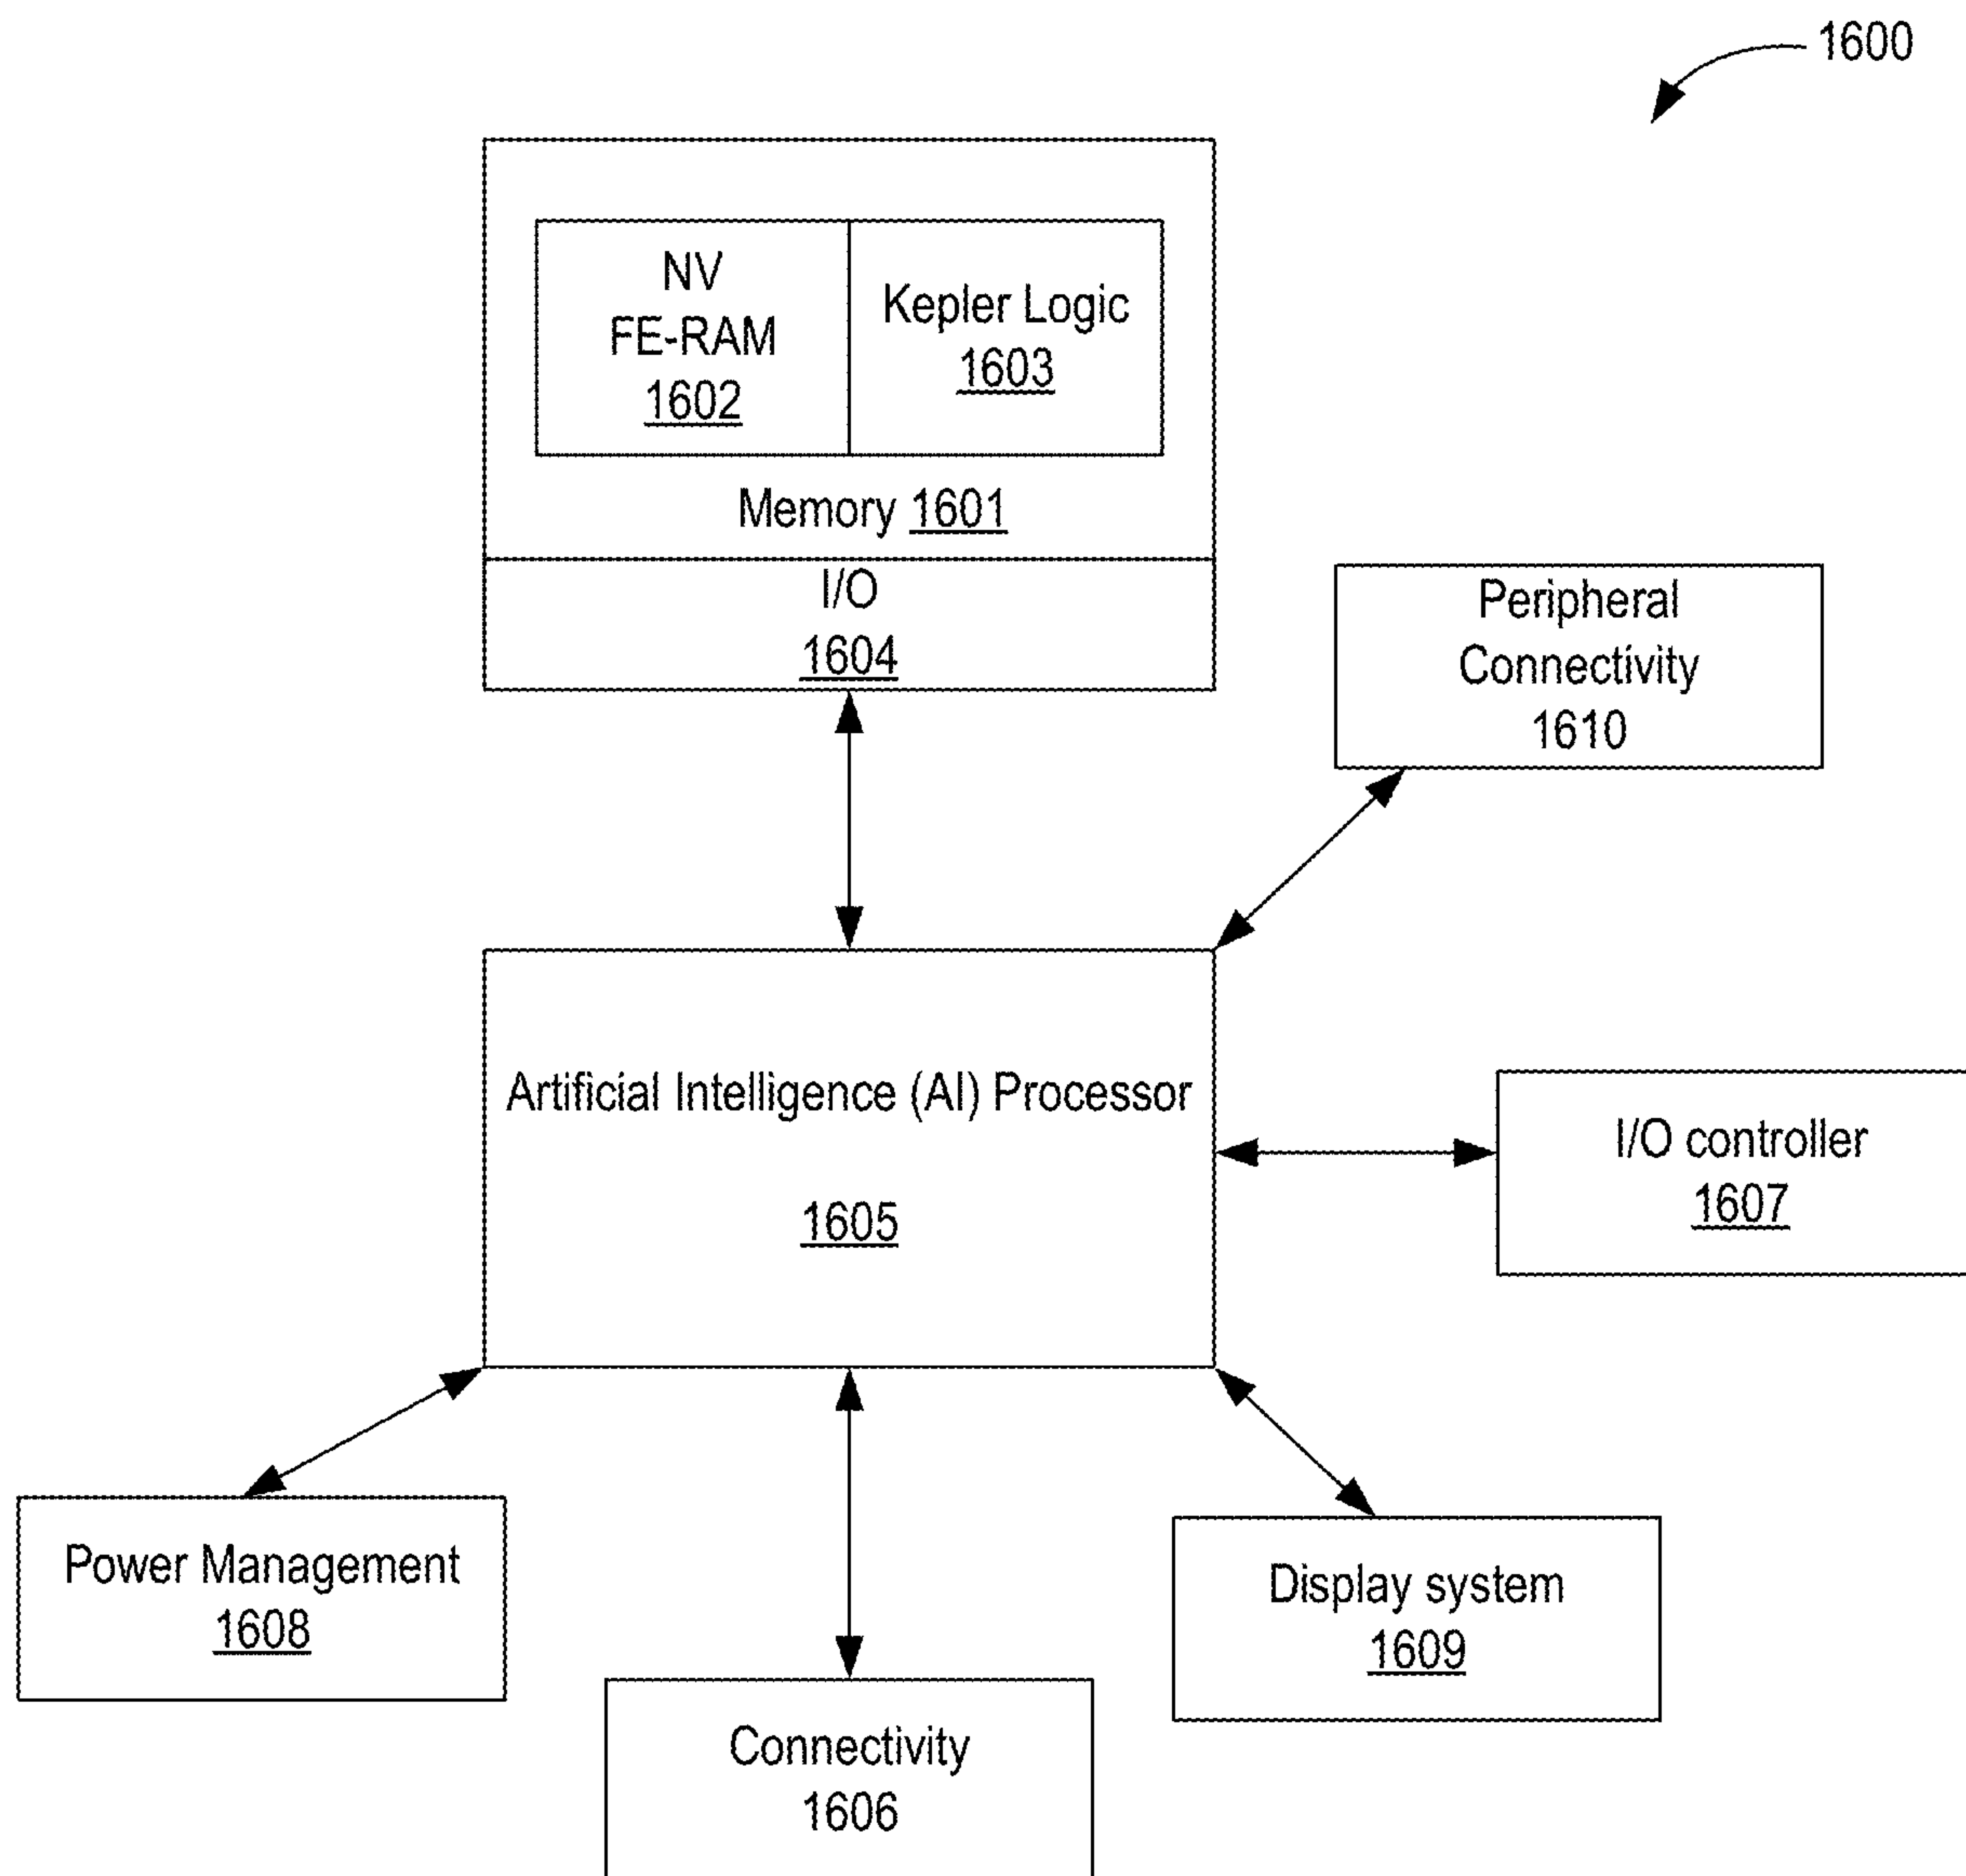 1600
NV
FE-RAM
1602
Kepler Logic
1603
Memory 1601
I/O
1604
Peripheral
Connectivity
1610
Artificial Intelligence (AI) Processor
1605
I/O controller
1607
Power Management
1608
Display system
1609
Connectivity
1606